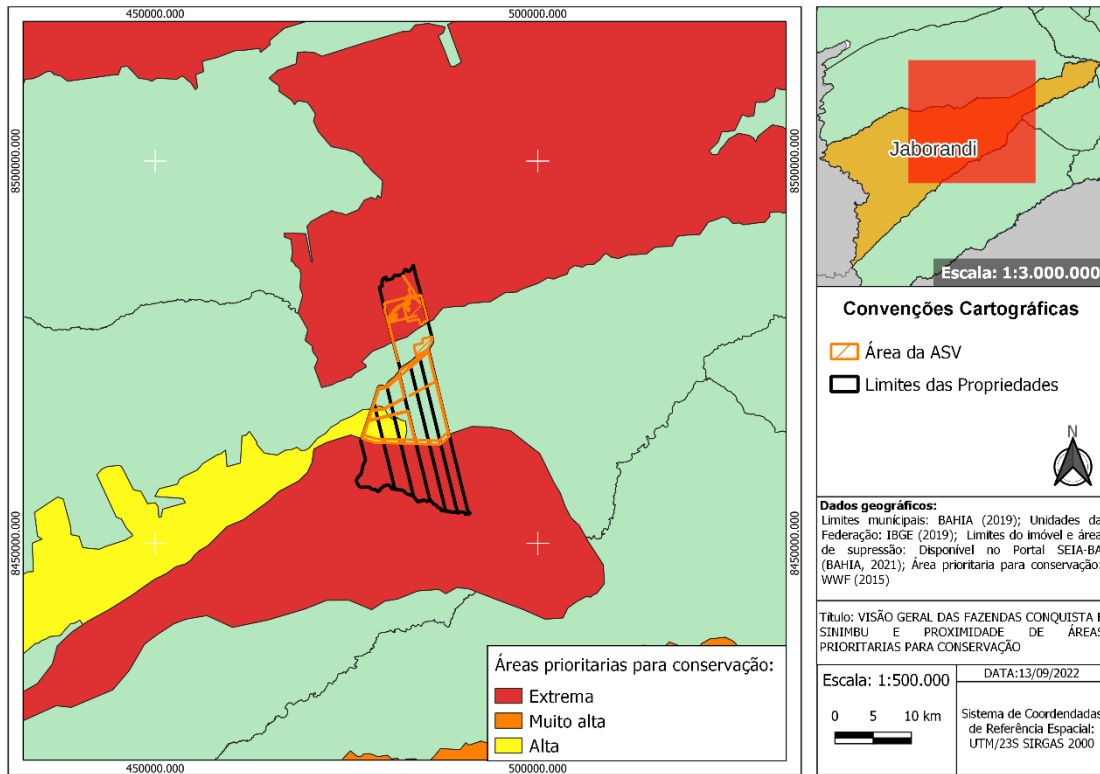 450000.000
500000.000
8500000.000
8500000.000
8450000.000
8450000.000
450000.000
500000.000
Áreas prioritarias para conservação:
Extrema
Muito alta
Alta
Jaborandi
Escala: 1:3.000.000
Convenções Cartográficas
Área da ASV
Limites das Propriedades
N
Dados geográficos:
Limites municipais: BAHIA (2019); Unidades da
Federação: IBGE (2019); Limites do imóvel e área
de supressão: Disponível no Portal SEIA-BA
(BAHIA, 2021); Área prioritaria para conservação:
WWF (2015)
Título: VISÃO GERAL DAS FAZENDAS CONQUISTA E
SINIMBU E PROXIMIDADE DE ÁREAS
PRIORITARIAS PARA CONSERVAÇÃO
Escala: 1:500.000
0 5 10 km
DATA:13/09/2022
Sistema de Coordendadas
de Referência Espacial:
UTM/23S SIRGAS 2000